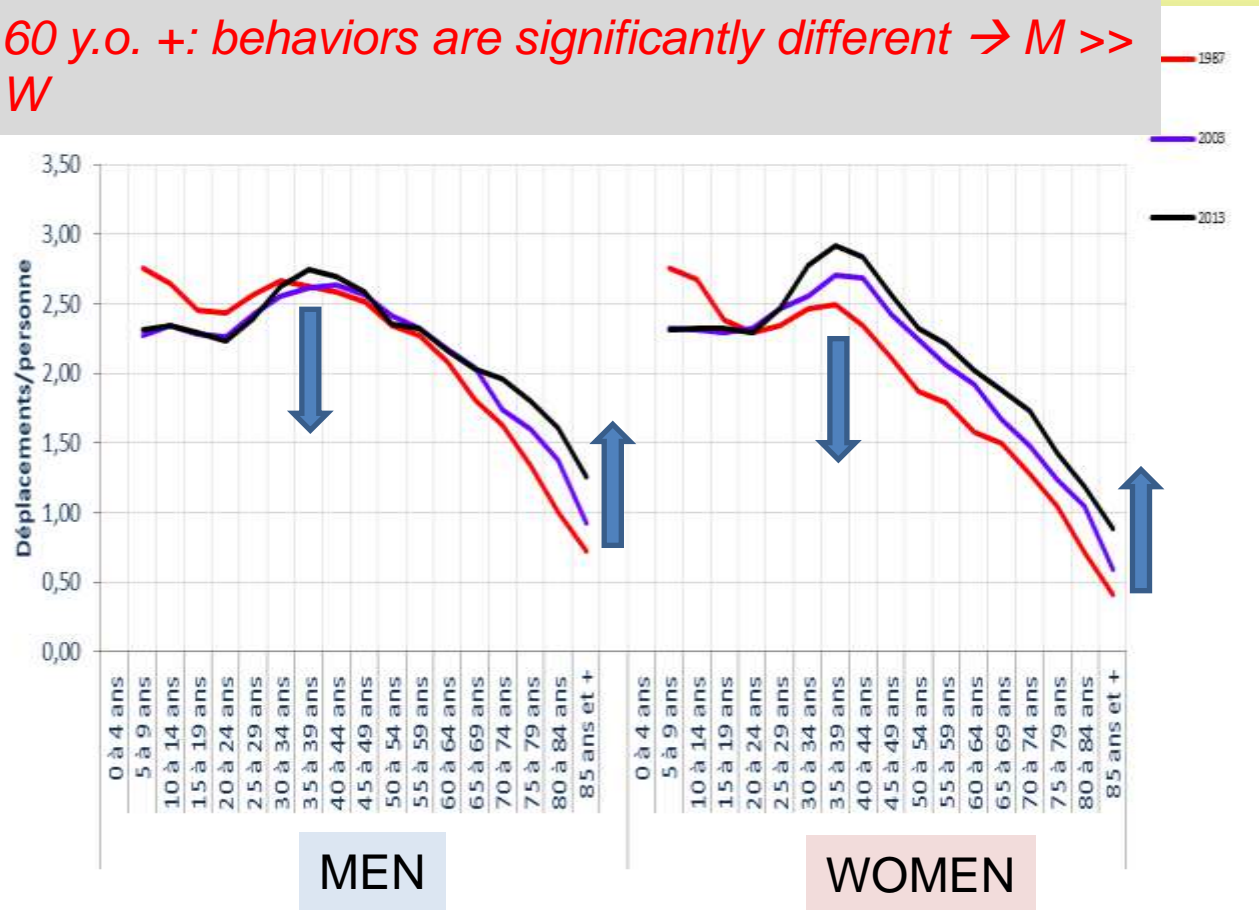 60 y.o. +: behaviors are significantly different → M >>
W
1987
2003
2013
3,50
3,00
2,50
2,00
1,50
1,00
0,50
0,00
Déplacements/personne
0 à 4 ans
5 à 9 ans
10 à 14 ans
15 à 19 ans
20 à 24 ans
25 à 29 ans
30 à 34 ans
35 à 39 ans
40 à 44 ans
45 à 49 ans
50 à 54 ans
55 à 59 ans
60 à 64 ans
65 à 69 ans
70 à 74 ans
75 à 79 ans
80 à 84 ans
85 ans et +
0 à 4 ans
5 à 9 ans
10 à 14 ans
15 à 19 ans
20 à 24 ans
25 à 29 ans
30 à 34 ans
35 à 39 ans
40 à 44 ans
45 à 49 ans
50 à 54 ans
55 à 59 ans
60 à 64 ans
65 à 69 ans
70 à 74 ans
75 à 79 ans
80 à 84 ans
85 ans et +
MEN
WOMEN